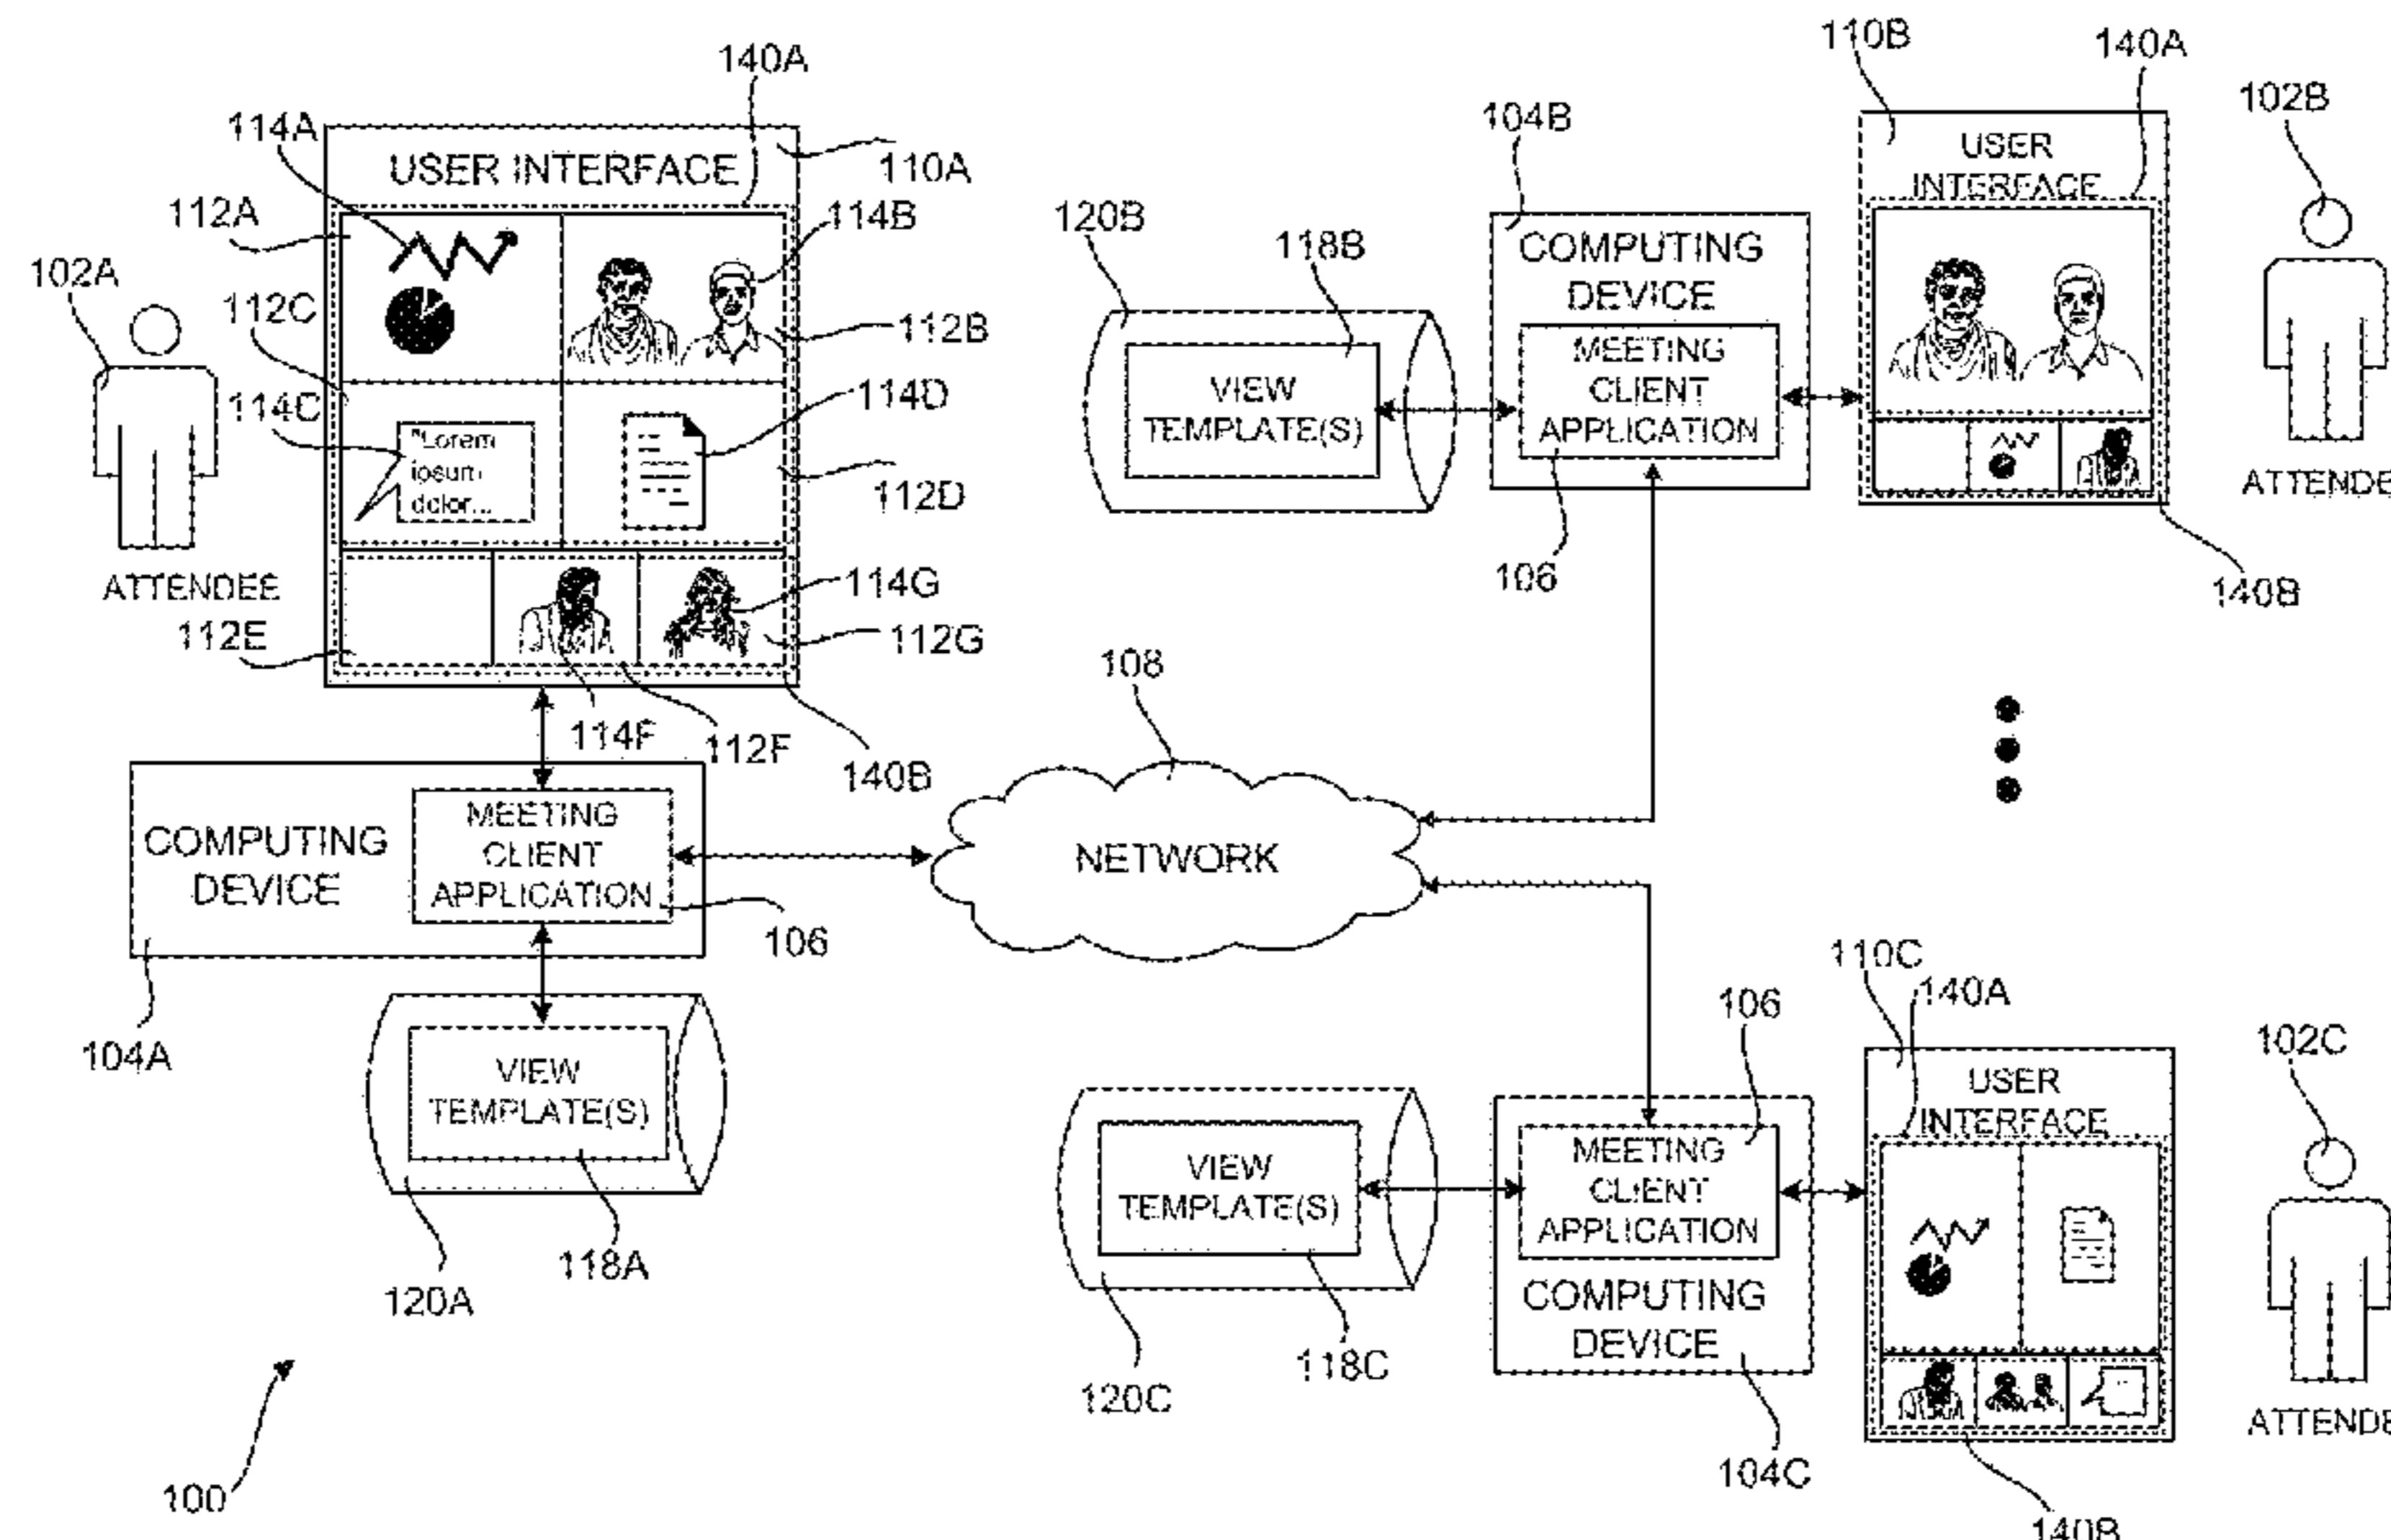 140A
114A
USER INTERFACE
110A
112A
114B
102A
112C
112B
114C
114D
"Lorem
ipsum
dolor...
112D
ATTENDEE
114G
112E
112G
114F
112F
140B
COMPUTING
DEVICE
MEETING
CLIENT
APPLICATION
106
104A
VIEW
TEMPLATE(S)
118A
120A
100
108
NETWORK
110B
140A
104B
102B
USER
INTERFACE
120B
118B
COMPUTING
DEVICE
MEETING
CLIENT
APPLICATION
VIEW
TEMPLATE(S)
106
ATTENDE
140B
110C
140A
106
102C
USER
INTERFACE
MEETING
CLIENT
APPLICATION
VIEW
TEMPLATE(S)
COMPUTING
DEVICE
118C
120C
104C
ATTENDE
140B